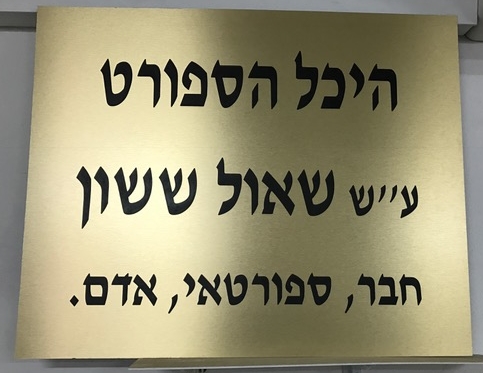 היכל הספורט
ע״ש שאול ששון
חבר, ספורטאי, אדם.